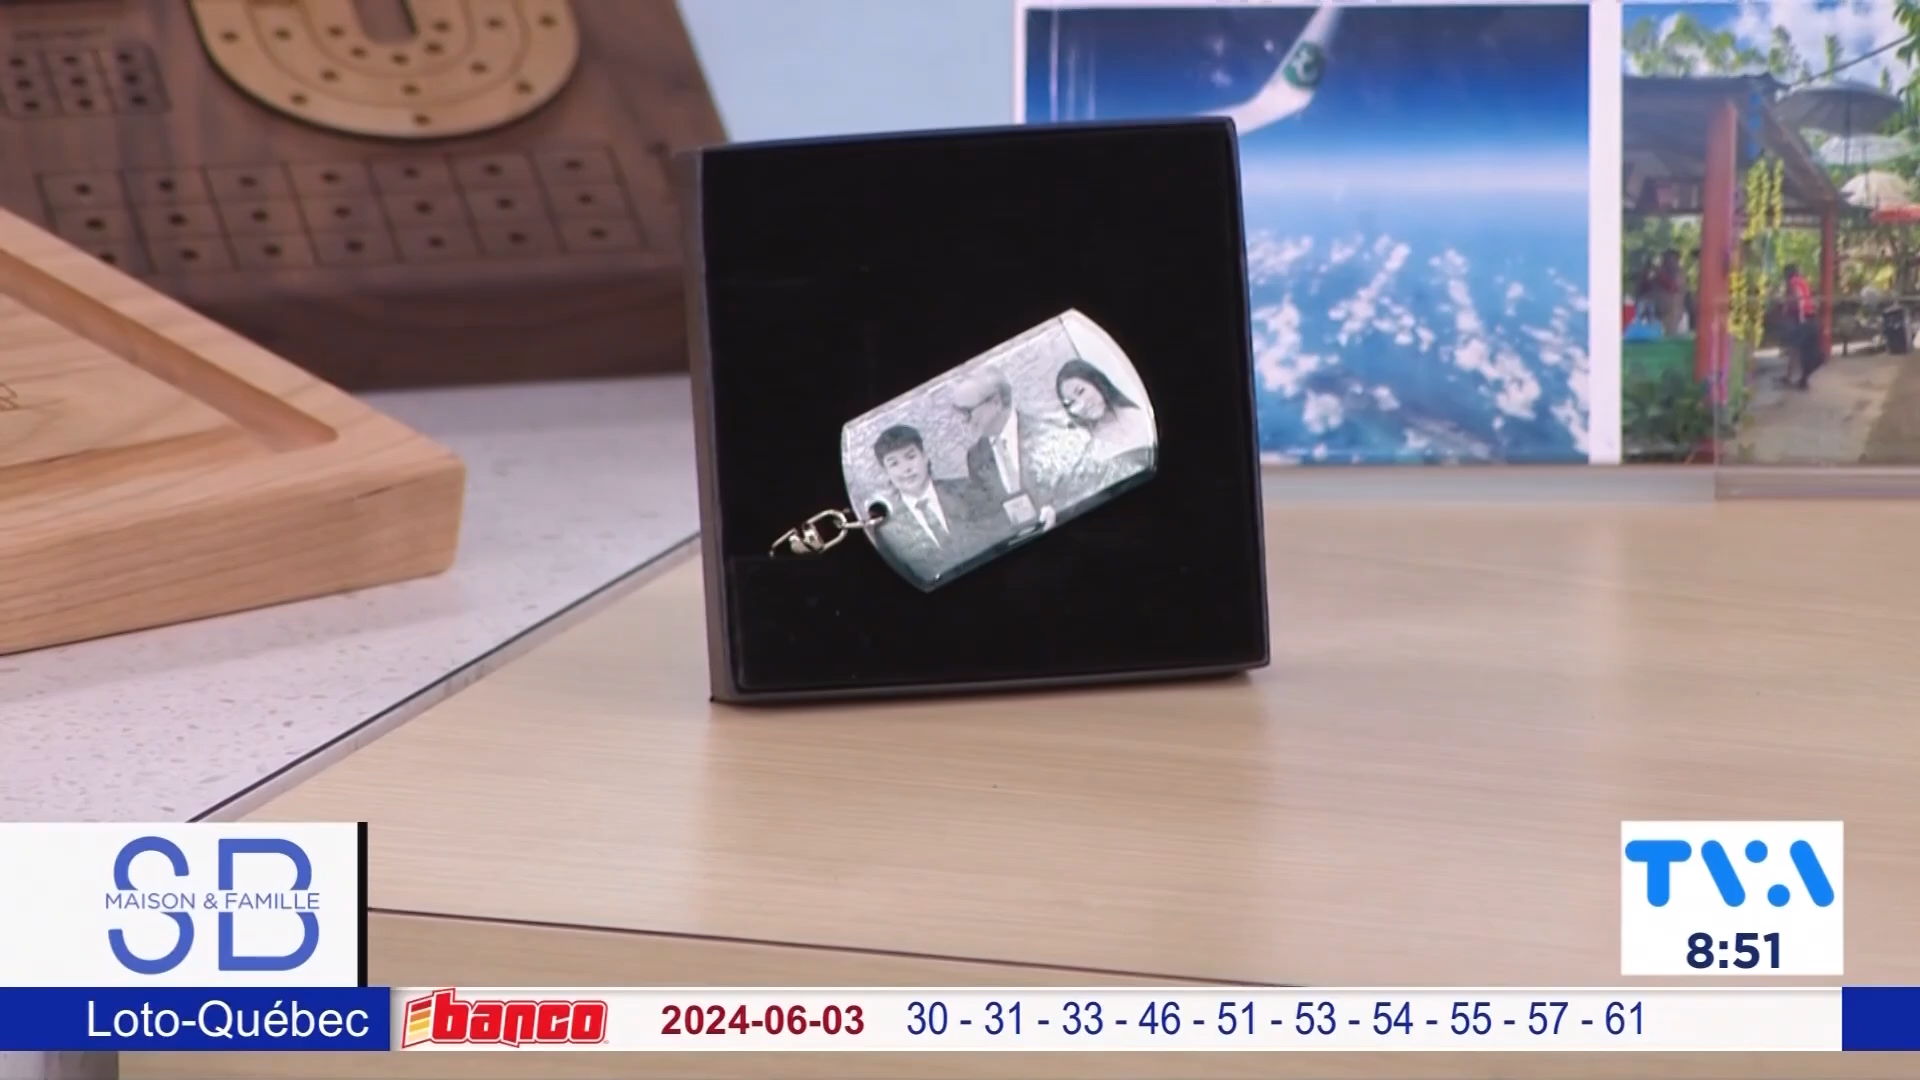 SB
MAISON & FAMILLE
TVA
8:51
Loto-Québec banco 2024-06-03 30 - 31 - 33 - 46 - 51 - 53 - 54 - 55 - 57 - 61